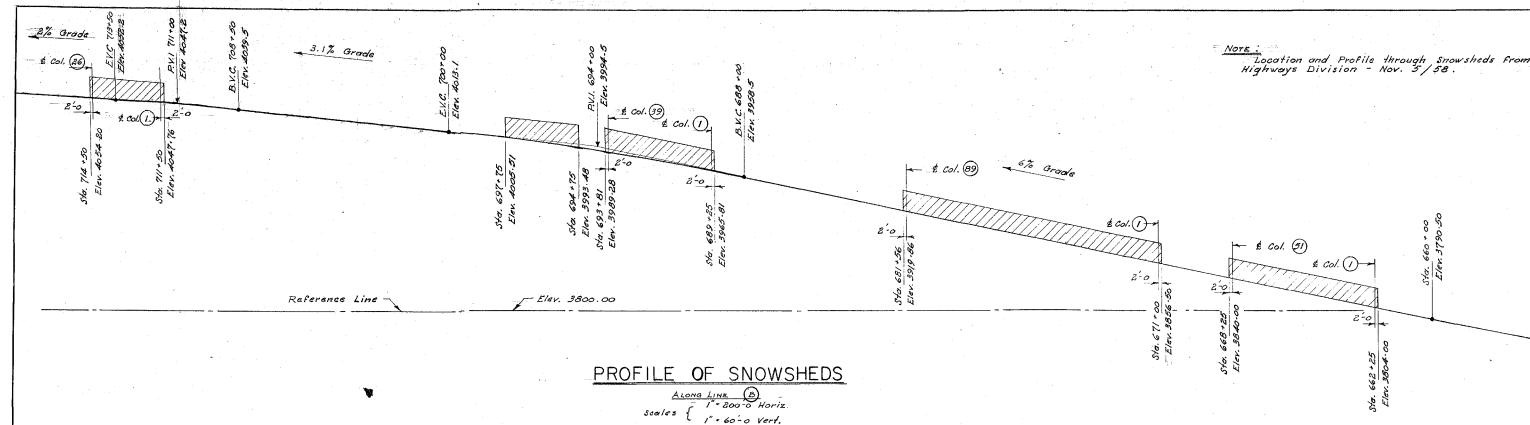 2% Grade
₵ Col. 26
E.V.C 713+50
Elev. 4052.2
P.V.I 711+00
Elev. 4047.2
B.V.C. 708+50
Elev. 4039.5
3.1% Grade
E.V.C. 700+00
Elev. 4013.1
P.V.I. 694+00
Elev. 3994.5
₵ Col. 39
₵ Col. 1
B.V.C. 688+00
Elev. 3958.5
NOTE:
Location and Profile through Snowsheds from
Highways Division - Nov. 5/58.
2'-0
₵ Col. 1.
2'-0
Sta. 714+50
Elev. 4054.20
Sta. 711+50
Elev. 4047.76
Sta. 697+75
Elev. 4005.51
Sta. 694+75
Elev. 3993.48
Sta. 693+81
Elev. 3989.28
2'-0
2'-0
Sta. 689+25
Elev. 3965.81
₵ Col. 89
6% Grade
₵ Col. 1
2'-0
Sta. 681+56
Elev. 3919.86
2'-0
Sta. 671+00
Elev. 3856.50
₵ Col. 51
₵ Col. 1
2'-0
Sta. 668+25
Elev. 3840.00
2'-0
Sta. 662+25
Elev. 3804.00
Sta. 660+00
Elev. 3790.50
Reference Line
Elev. 3800.00
PROFILE OF SNOWSHEDS
ALONG LINE B
Scales { 1" = 200'-0 Horiz.
1" = 60'-0 Vert.